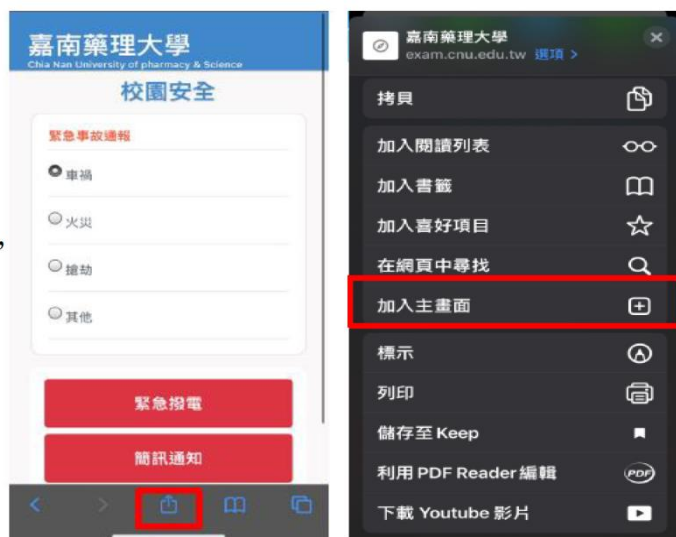 嘉南藥理大學
Chia Nan University of pharmacy & Science
校園安全
緊急事故通報
車禍
火災
搶劫
其他
緊急撥電
簡訊通知
,
嘉南藥理大學
exam.cnu.edu.tw 選項 >
拷貝
加入閱讀列表
加入書籤
加入喜好項目
在網頁中尋找
加入主畫面
標示
列印
儲存至 Keep
利用 PDF Reader 編輯
PDF
下載 Youtube 影片